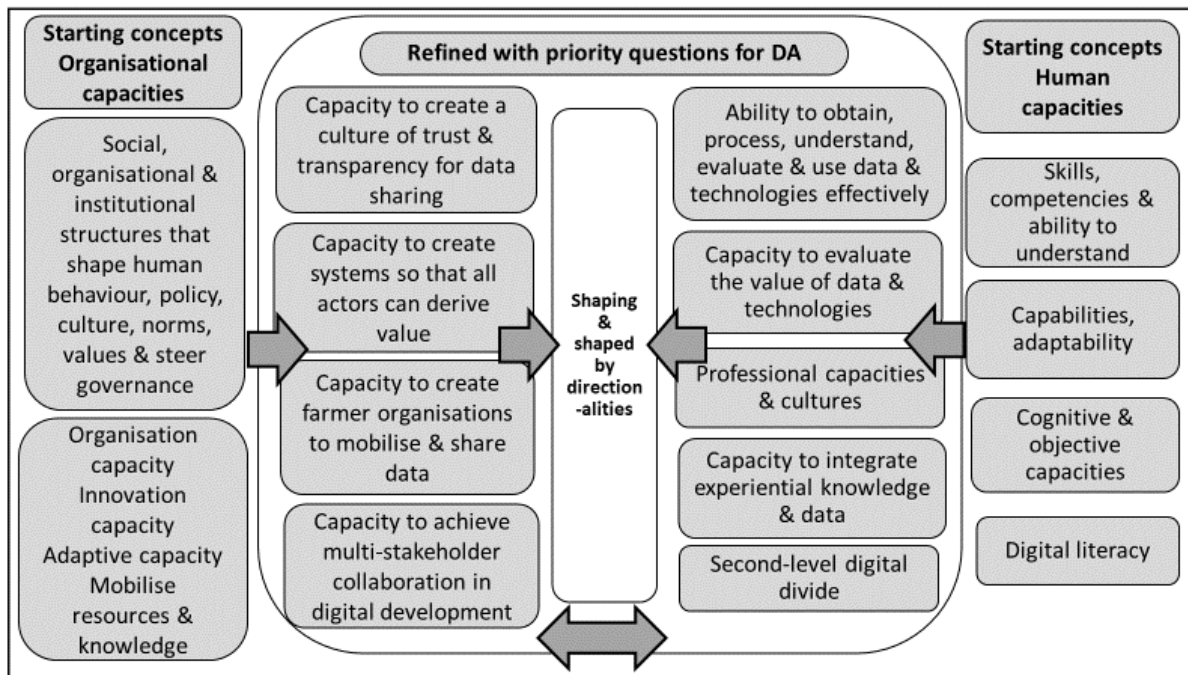 Starting concepts
Organisational
capacities
Social,
organisational &
institutional
structures that
shape human
behaviour, policy,
culture, norms,
values & steer
governance
Organisation
capacity
Innovation
capacity
Adaptive capacity
Mobilise
resources &
knowledge
Refined with priority questions for DA
Capacity to create a
culture of trust &
transparency for data
sharing
Capacity to create
systems so that all
actors can derive
value
Capacity to create
farmer organisations
to mobilise & share
data
Capacity to achieve
multi-stakeholder
collaboration in
digital development
Shaping
&
shaped
by
direction
-alities
Ability to obtain,
process, understand,
evaluate & use data &
technologies effectively
Capacity to evaluate
the value of data &
technologies
Professional capacities
& cultures
Capacity to integrate
experiential knowledge
& data
Second-level digital
divide
Starting concepts
Human
capacities
Skills,
competencies &
ability to
understand
Capabilities,
adaptability
Cognitive &
objective
capacities
Digital literacy